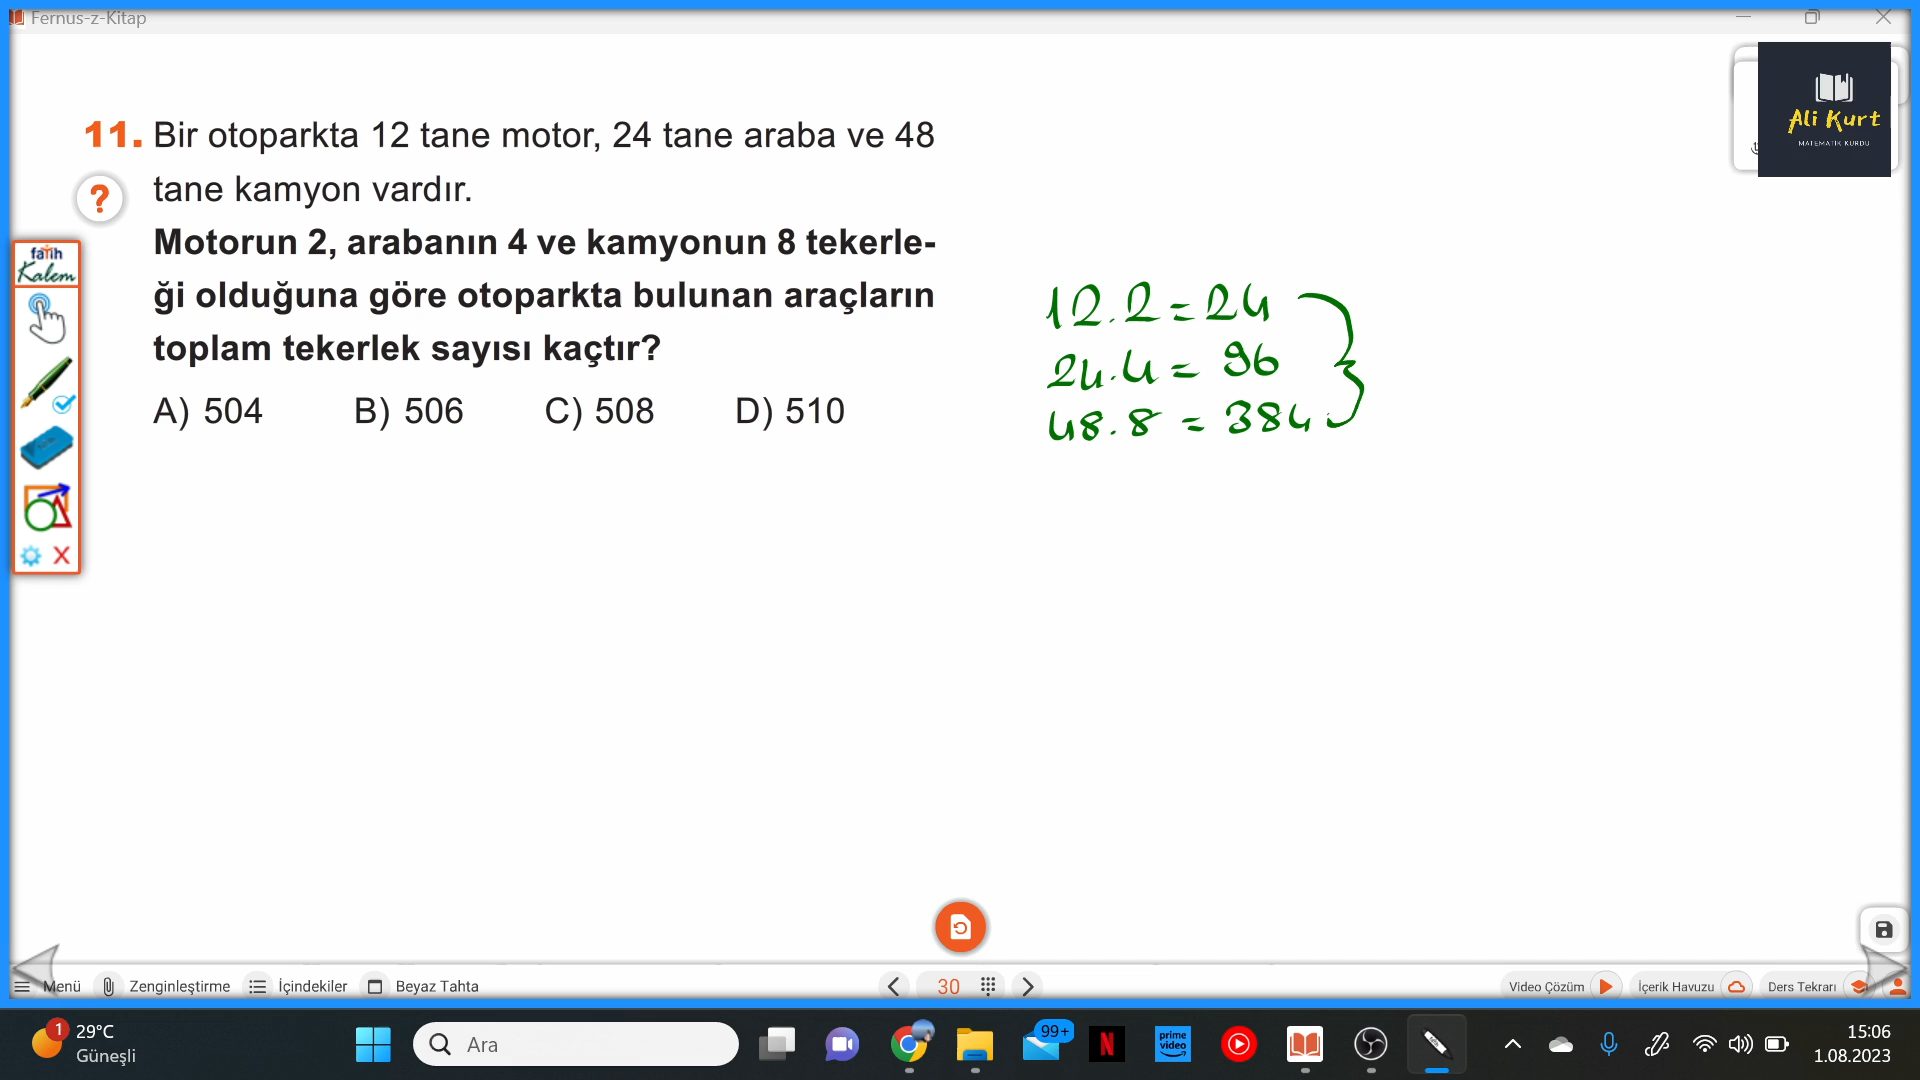 Fernus-z-Kitap
Ali Kurt
MATEMATİK KURDU
11. Bir otoparkta 12 tane motor, 24 tane araba ve 48
tane kamyon vardır.
?
Motorun 2, arabanın 4 ve kamyonun 8 tekerle-
ği olduğuna göre otoparkta bulunan araçların
toplam tekerlek sayısı kaçtır?
A) 504 B) 506 C) 508 D) 510
fatih
Kalem
12.2=24
24.4=96
48.8=384
Menü Zenginleştirme İçindekiler Beyaz Tahta 30 Video Çözüm İçerik Havuzu Ders Tekrarı
1 29°C
Güneşli
Ara
99+
N
prime
video
15:06
1.08.2023